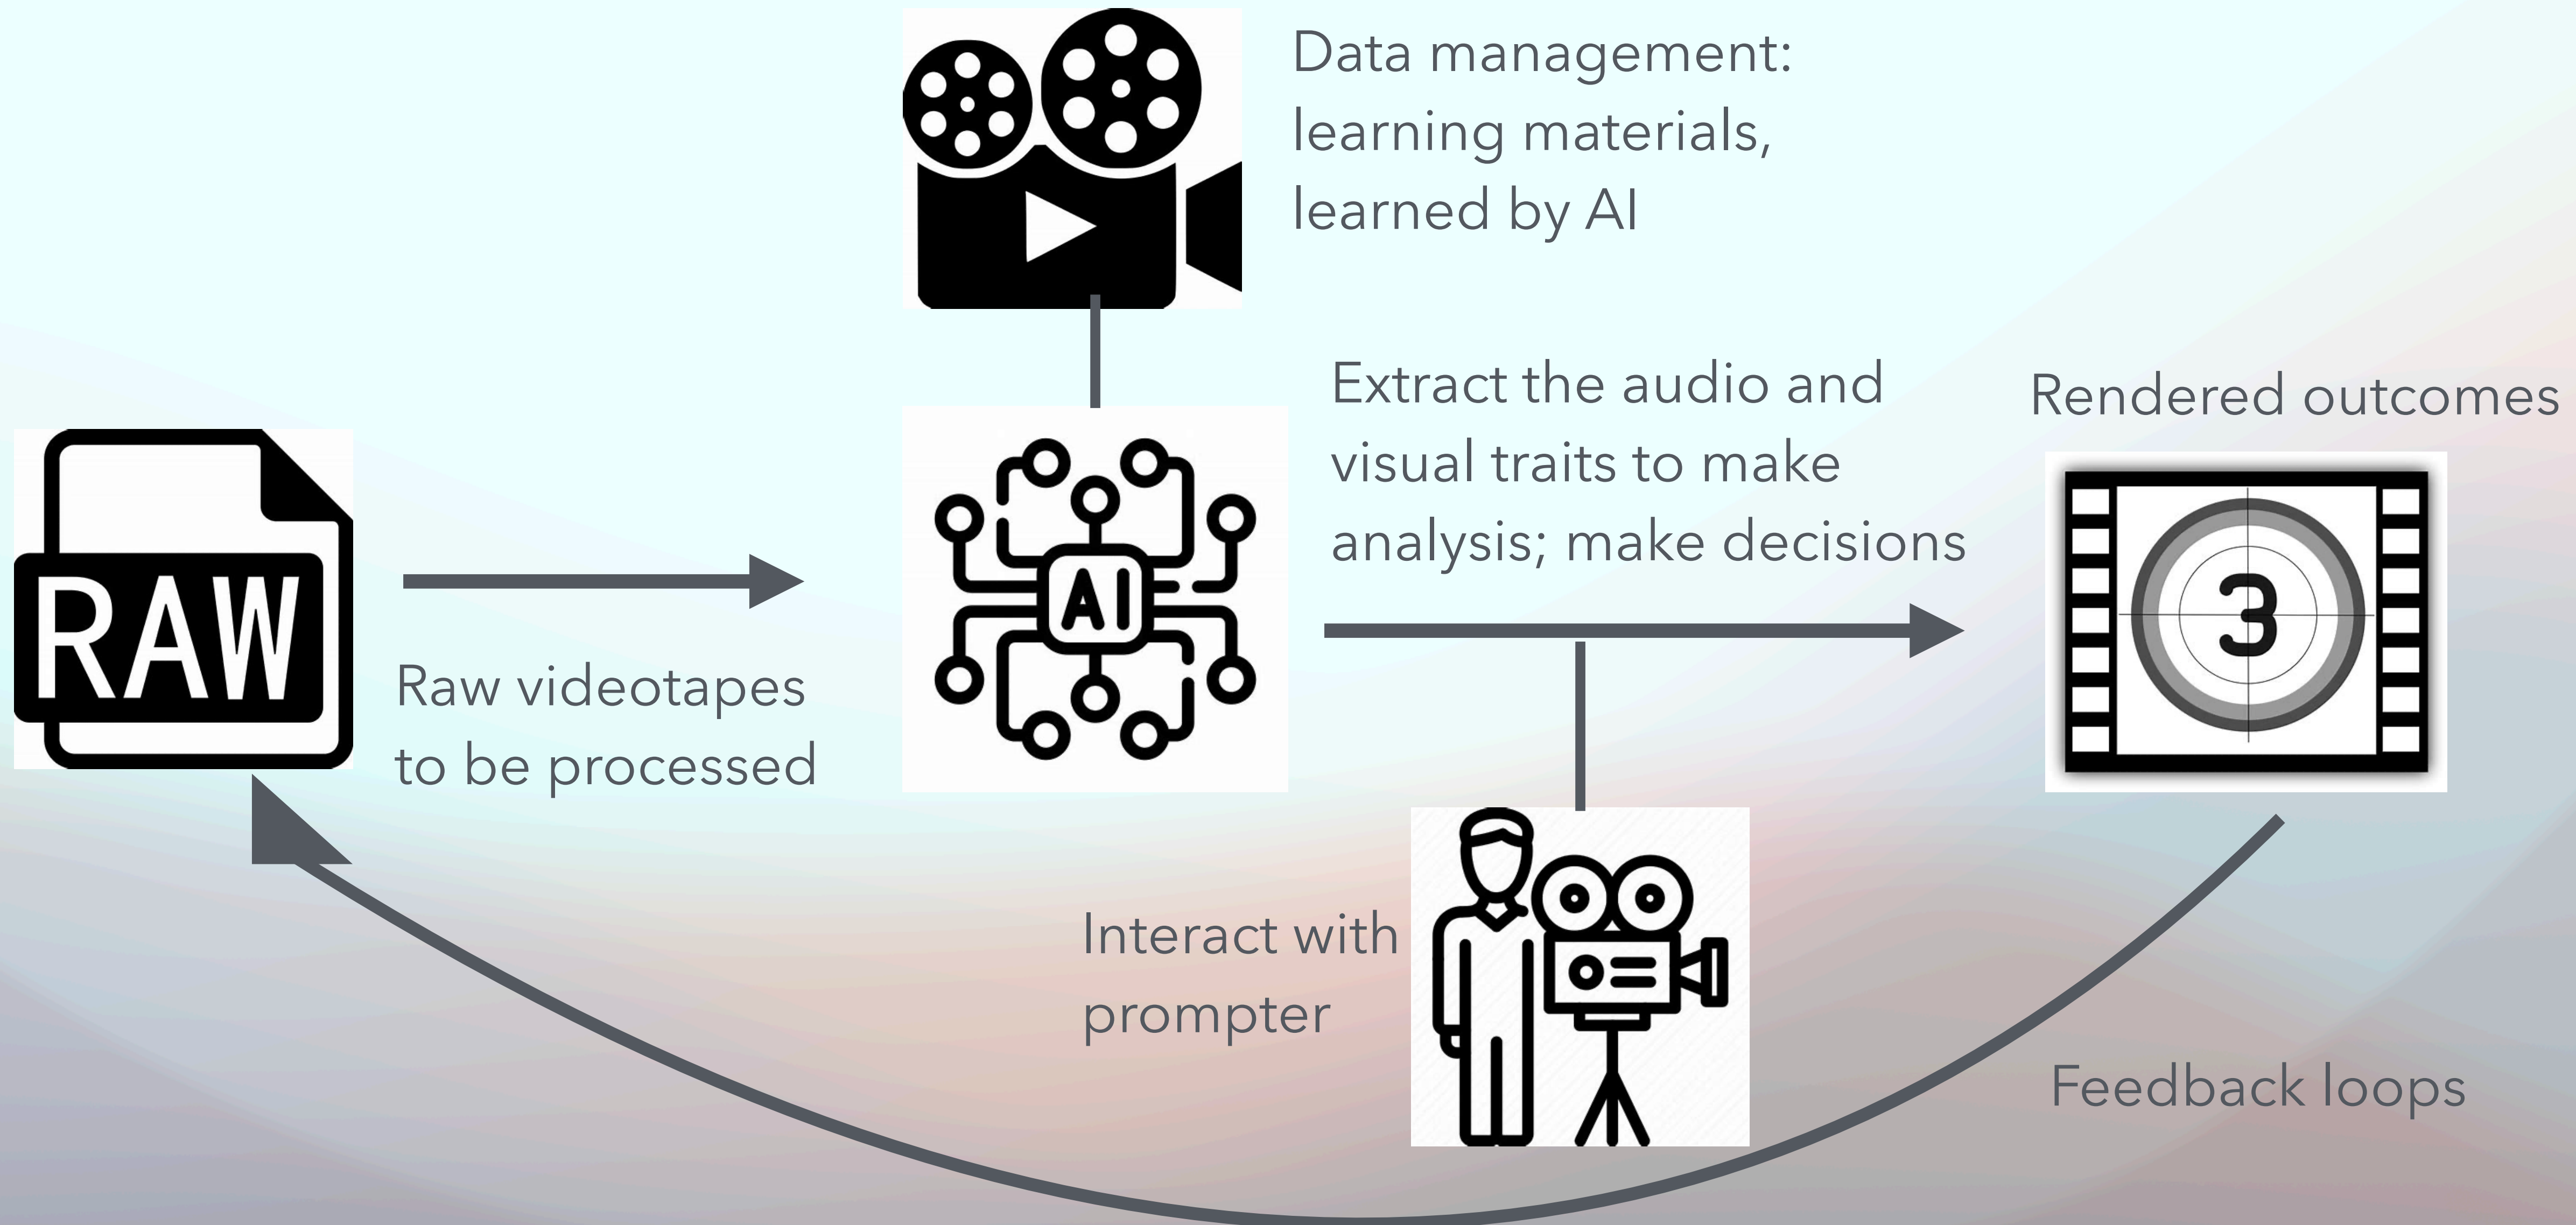 Data management:
learning materials,
learned by AI
Extract the audio and
visual traits to make
analysis; make decisions
Rendered outcomes
RAW
AI
3
Raw videotapes
to be processed
Interact with
prompter
Feedback loops